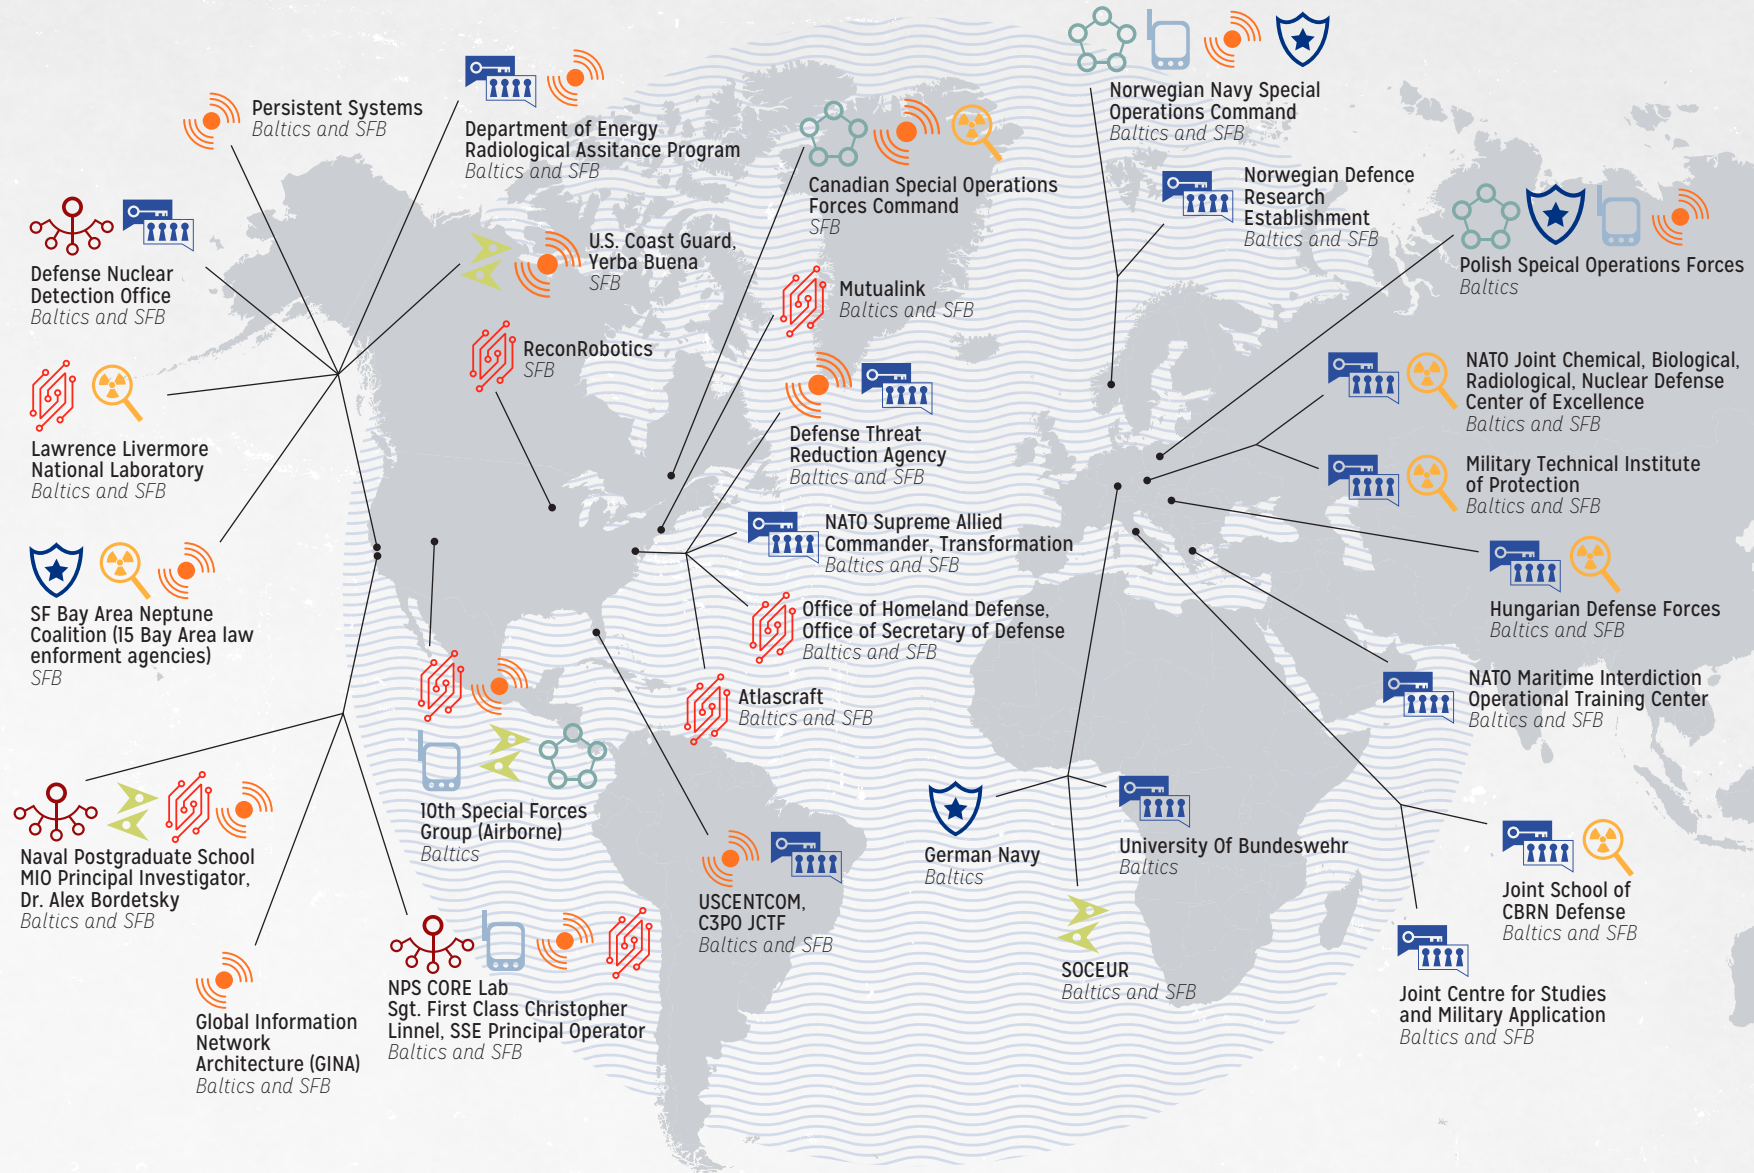 Persistent Systems
Baltics and SFB
Department of Energy
Radiological Assitance Program
Baltics and SFB
Canadian Special Operations
Forces Command
SFB
Norwegian Navy Special
Operations Command
Baltics and SFB
Norwegian Defence
Research
Establishment
Baltics and SFB
Polish Speical Operations Forces
Baltics
Defense Nuclear
Detection Office
Baltics and SFB
U.S. Coast Guard,
Yerba Buena
SFB
Mutualink
Baltics and SFB
ReconRobotics
SFB
NATO Joint Chemical, Biological,
Radiological, Nuclear Defense
Center of Excellence
Baltics and SFB
Lawrence Livermore
National Laboratory
Baltics and SFB
Defense Threat
Reduction Agency
Baltics and SFB
Military Technical Institute
of Protection
Baltics and SFB
NATO Supreme Allied
Commander, Transformation
Baltics and SFB
SF Bay Area Neptune
Coalition (15 Bay Area law
enforment agencies)
SFB
Office of Homeland Defense,
Office of Secretary of Defense
Baltics and SFB
Hungarian Defense Forces
Baltics and SFB
Atlascraft
Baltics and SFB
NATO Maritime Interdiction
Operational Training Center
Baltics and SFB
10th Special Forces
Group (Airborne)
Baltics
Naval Postgraduate School
MIO Principal Investigator,
Dr. Alex Bordetsky
Baltics and SFB
German Navy
Baltics
University Of Bundeswehr
Baltics
USCENTCOM,
C3PO JCTF
Baltics and SFB
Joint School of
CBRN Defense
Baltics and SFB
SOCEUR
Baltics and SFB
NPS CORE Lab
Sgt. First Class Christopher
Linnel, SSE Principal Operator
Baltics and SFB
Joint Centre for Studies
and Military Application
Baltics and SFB
Global Information
Network
Architecture (GINA)
Baltics and SFB